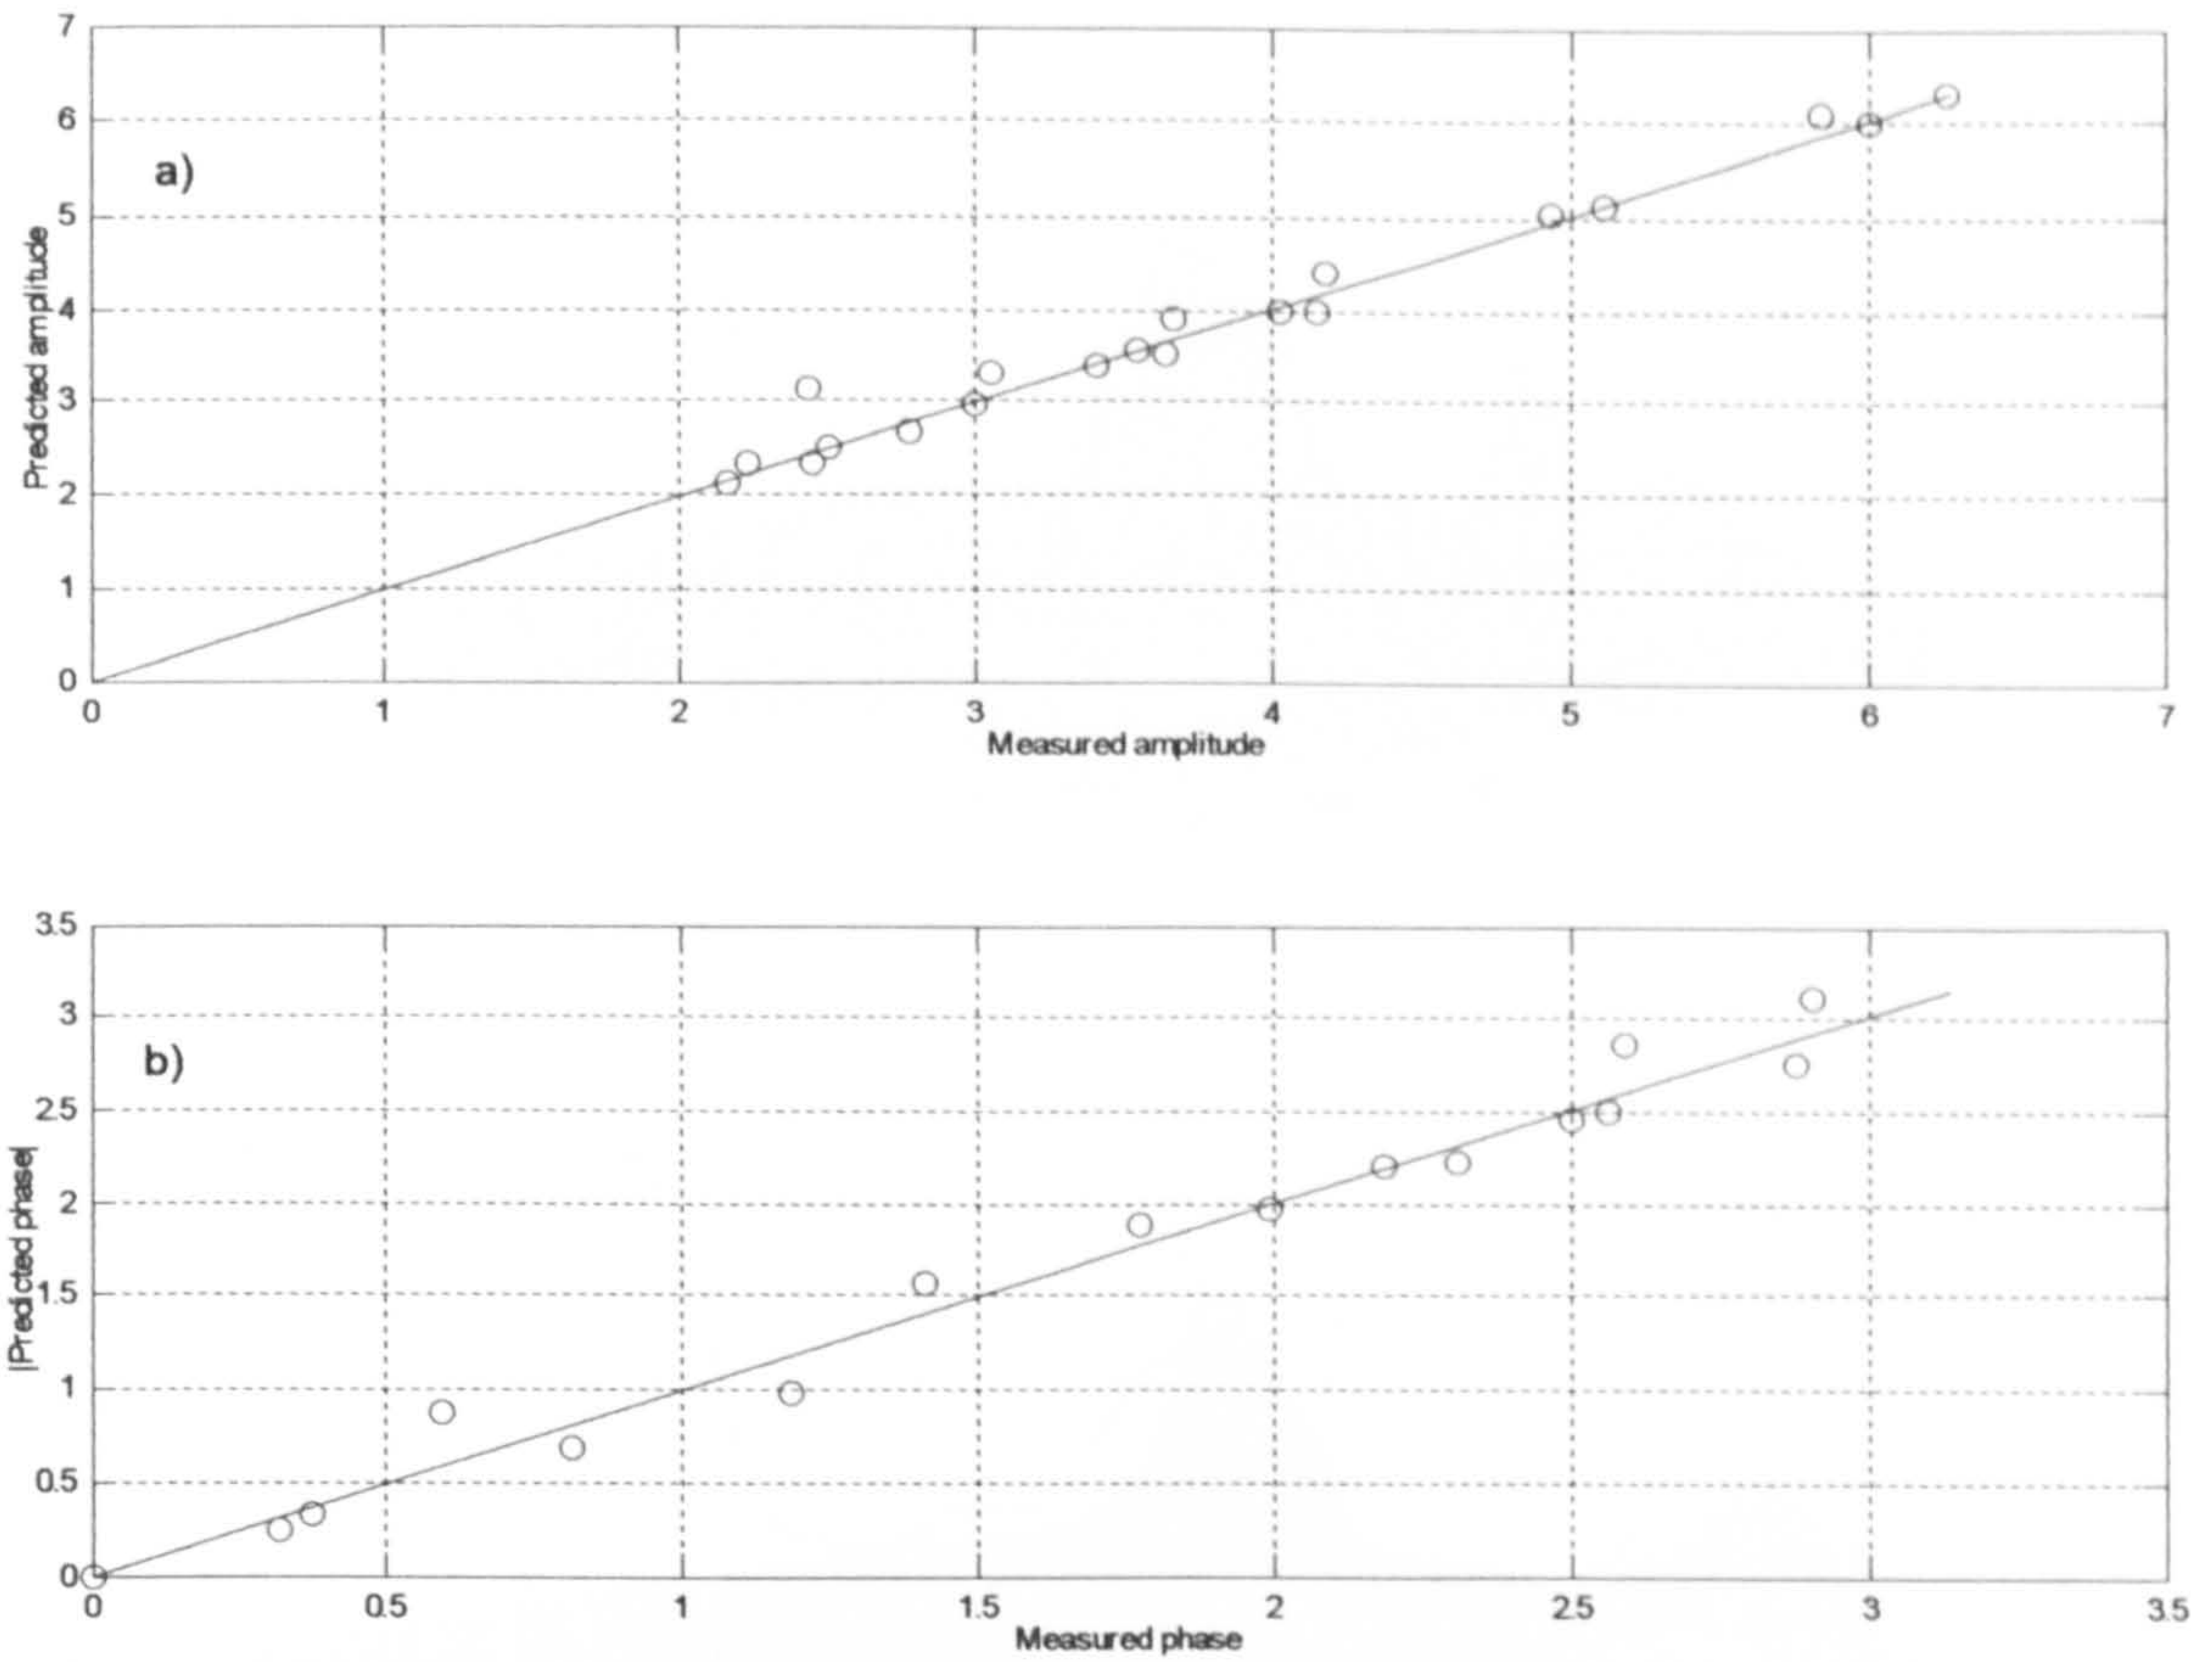 7
6
5
4
3
2
1
0
a)
Predicted amplitude
0 1 2 3 4 5 6 7
Measured amplitude
3.5
3
2.5
2
1.5
1
0.5
0
b)
|Predicted phase|
0 0.5 1 1.5 2 2.5 3 3.5
Measured phase